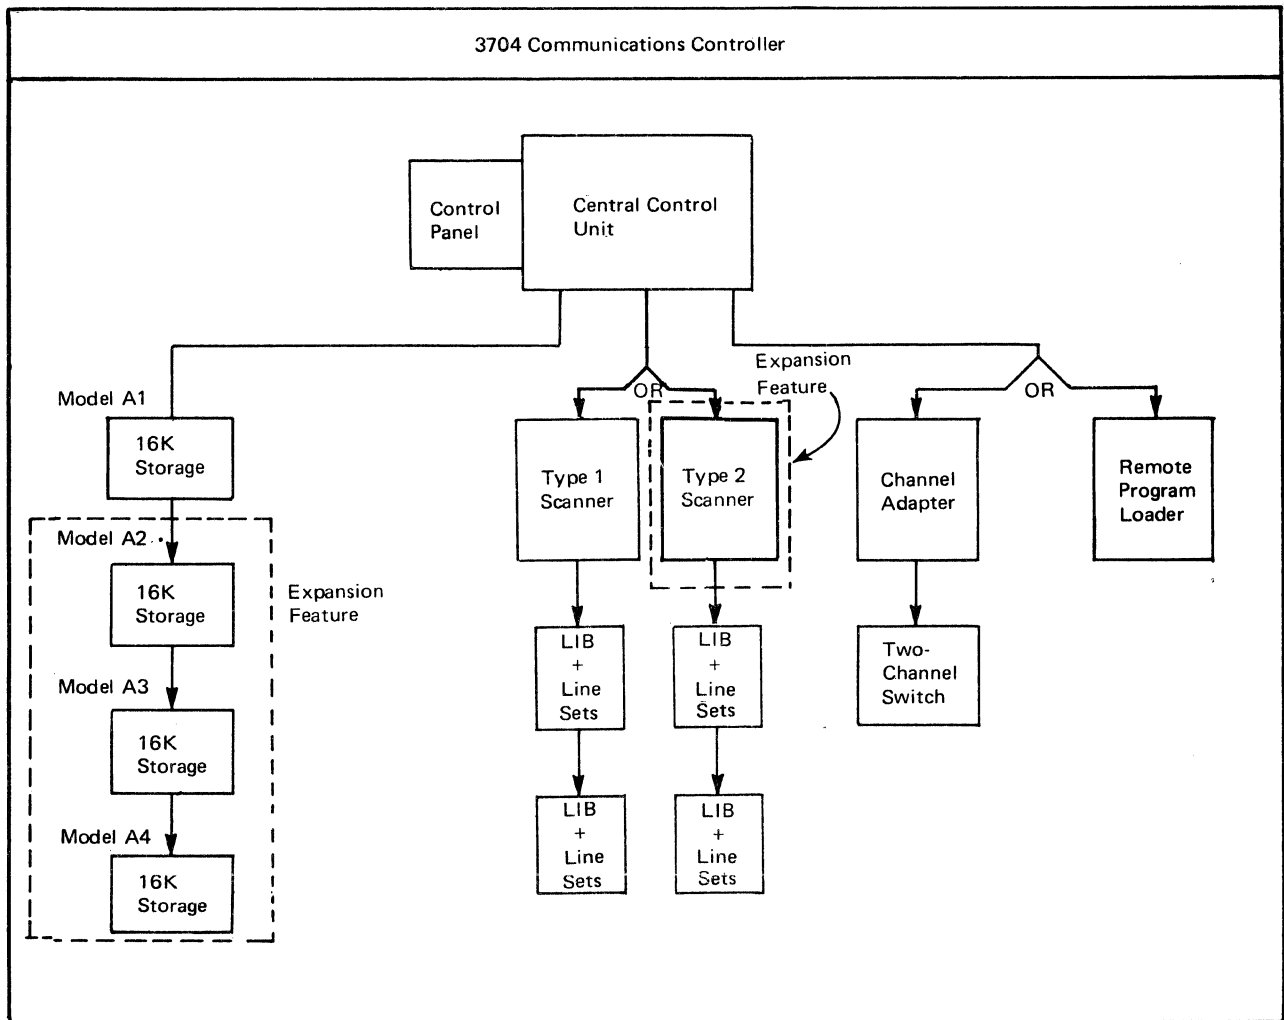 3704 Communications Controller
Control
Panel
Central Control
Unit
Expansion
Feature
OR
OR
Model A1
16K
Storage
Type 1
Scanner
Type 2
Scanner
Channel
Adapter
Remote
Program
Loader
Model A2
16K
Storage
Expansion
Feature
LIB
+
Line
Sets
LIB
+
Line
Sets
Two-
Channel
Switch
Model A3
16K
Storage
Model A4
16K
Storage
LIB
+
Line
Sets
LIB
+
Line
Sets